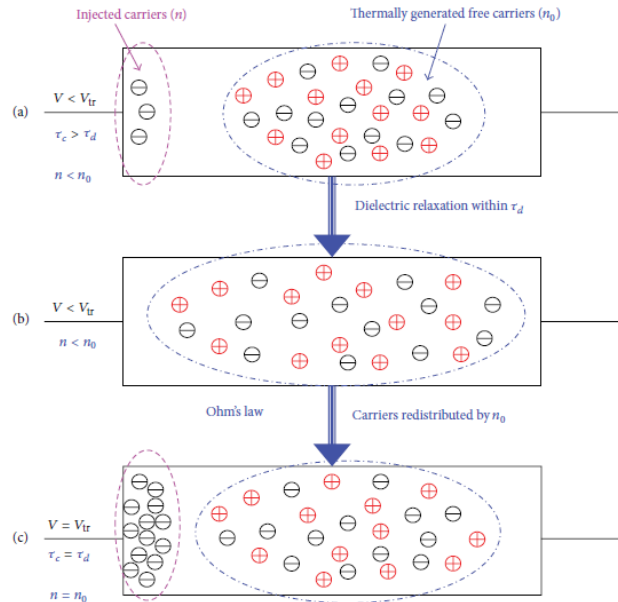 Injected carriers (n)
Thermally generated free carriers (n₀)
(a)
V < Vtr
τc > τd
n < n₀
Dielectric relaxation within τd
(b)
V < Vtr
n < n₀
Ohm's law
Carriers redistributed by n₀
(c)
V = Vtr
τc = τd
n = n₀